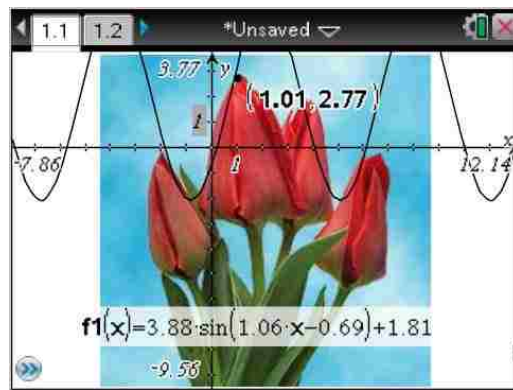 1.1 1.2 *Unsaved
3.77 y
(1.01, 2.77)
1
x
-7.86 1 12.14
f1(x)=3.88·sin(1.06·x-0.69)+1.81
-9.56